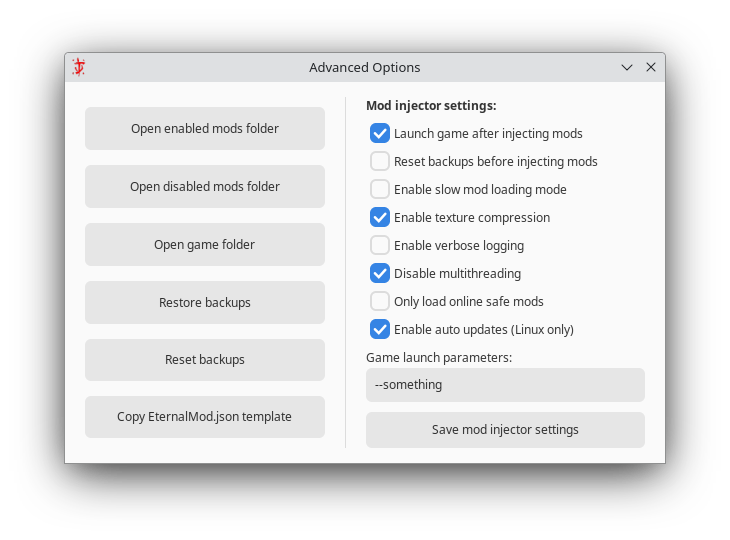 Advanced Options
Open enabled mods folder
Open disabled mods folder
Open game folder
Restore backups
Reset backups
Copy EternalMod.json template
Mod injector settings:
Launch game after injecting mods
Reset backups before injecting mods
Enable slow mod loading mode
Enable texture compression
Enable verbose logging
Disable multithreading
Only load online safe mods
Enable auto updates (Linux only)
Game launch parameters:
--something
Save mod injector settings